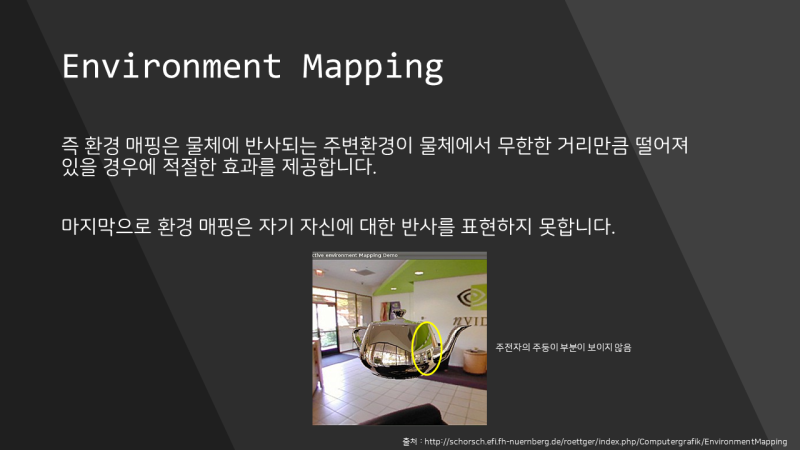 Environment Mapping
즉 환경 매핑은 물체에 반사되는 주변환경이 물체에서 무한한 거리만큼 떨어져
있을 경우에 적절한 효과를 제공합니다.
마지막으로 환경 매핑은 자기 자신에 대한 반사를 표현하지 못합니다.
ctive environment Mapping Demo
주전자의 주둥이 부분이 보이지 않음
출처 : http://schorsch.efi.fh-nuernberg.de/roettger/index.php/Computergrafik/EnvironmentMapping